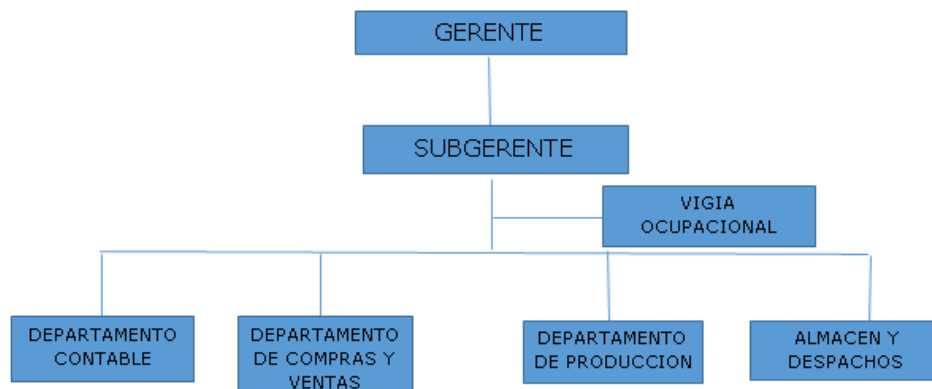 GERENTE
SUBGERENTE
VIGIA
OCUPACIONAL
DEPARTAMENTO
CONTABLE
DEPARTAMENTO
DE COMPRAS Y
VENTAS
DEPARTAMENTO
DE PRODUCCION
ALMACEN Y
DESPACHOS